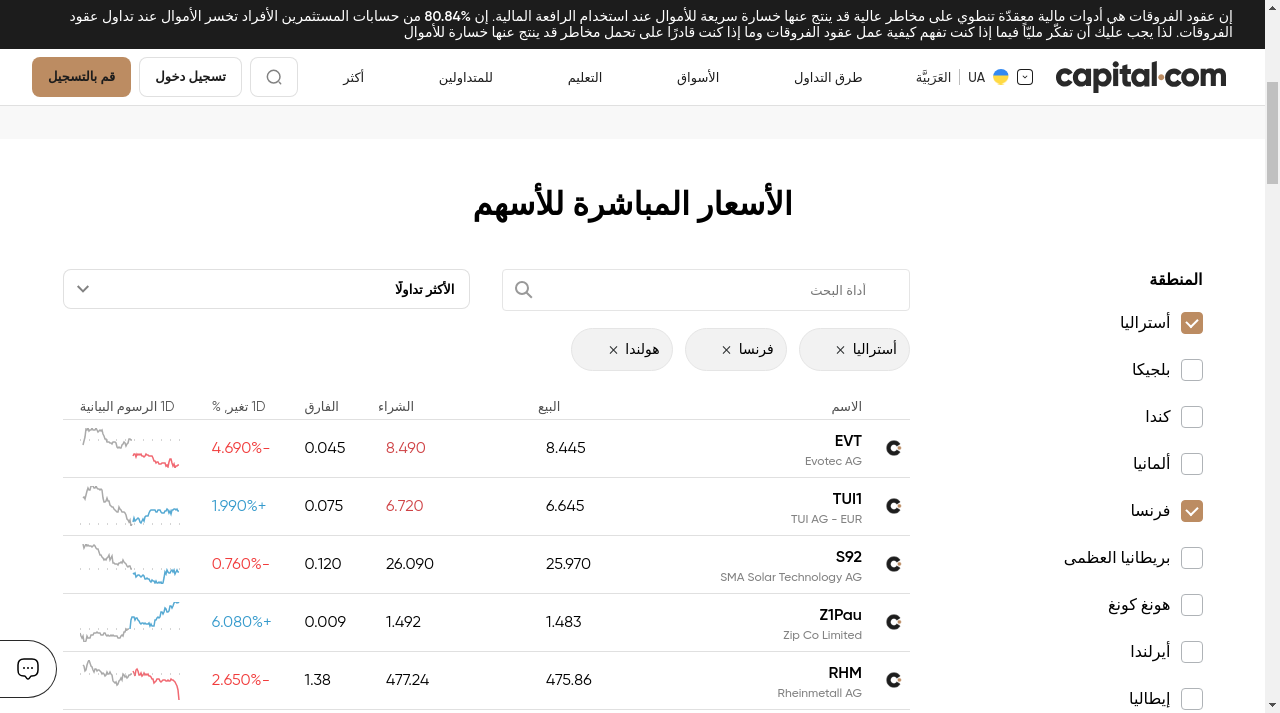 إن عقود الفروقات هي أدوات مالية معقدّة تنطوي على مخاطر عالية قد ينتج عنها خسارة سريعة للأموال عند استخدام الرافعة المالية. إن 80.84% من حسابات المستثمرين الأفراد تخسر الأموال عند تداول عقود
الفروقات. لذا يجب عليك أن تفكّر مليّاً فيما إذا كنت تفهم كيفية عمل عقود الفروقات وما إذا كنت قادرًا على تحمل مخاطر قد ينتج عنها خسارة للأموال
capital.com
UA العَرَبيَّة
طرق التداول
الأسواق
التعليم
للمتداولين
أكثر
تسجيل دخول
قم بالتسجيل
الأسعار المباشرة للأسهم
المنطقة
أستراليا
بلجيكا
كندا
ألمانيا
فرنسا
بريطانيا العظمى
هونغ كونغ
أيرلندا
إيطاليا
أداة البحث
الأكثر تداولًا
أستراليا × فرنسا × هولندا ×
الاسم البيع الشراء الفارق 1D تغير, % 1D الرسوم البيانية
EVT 8.445 8.490 0.045 -4.690%
Evotec AG
TUI1 6.645 6.720 0.075 +1.990%
TUI AG - EUR
S92 25.970 26.090 0.120 -0.760%
SMA Solar Technology AG
Z1Pau 1.483 1.492 0.009 +6.080%
Zip Co Limited
RHM 475.86 477.24 1.38 -2.650%
Rheinmetall AG